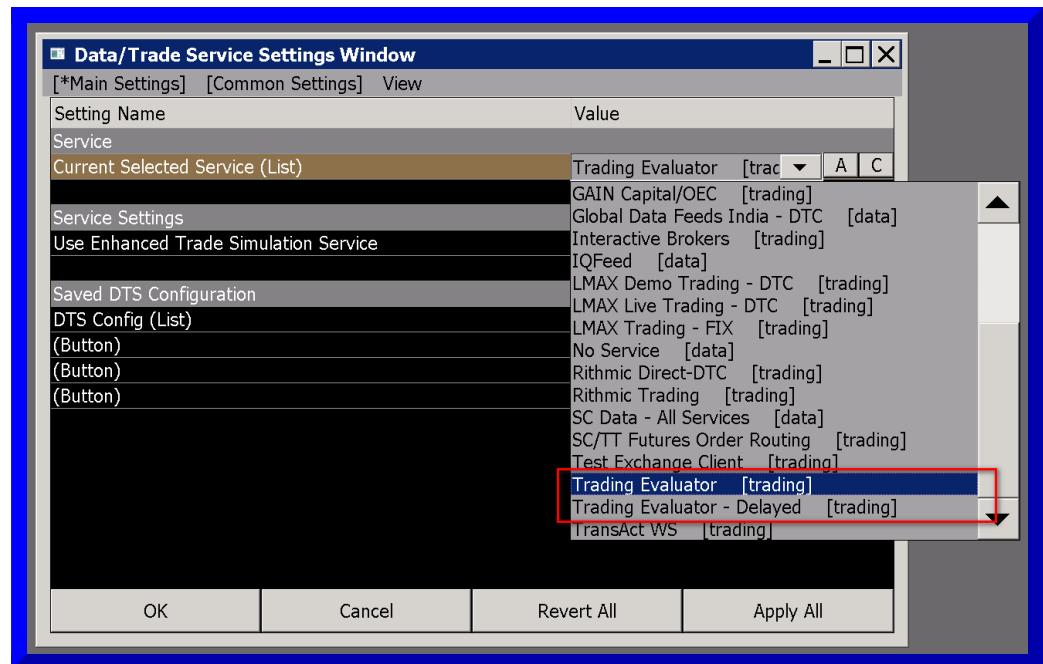 Data/Trade Service Settings Window
[*Main Settings] [Common Settings] View
Setting Name Value
Service
Current Selected Service (List) Trading Evaluator [trac A C
GAIN Capital/OEC [trading]
Service Settings Global Data Feeds India - DTC [data]
Use Enhanced Trade Simulation Service Interactive Brokers [trading]
IQFeed [data]
LMAX Demo Trading - DTC [trading]
Saved DTS Configuration LMAX Live Trading - DTC [trading]
DTS Config (List) LMAX Trading - FIX [trading]
(Button) No Service [data]
(Button) Rithmic Direct-DTC [trading]
(Button) Rithmic Trading [trading]
SC Data - All Services [data]
SC/TT Futures Order Routing [trading]
Test Exchange Client [trading]
Trading Evaluator [trading]
Trading Evaluator - Delayed [trading]
TransAct WS [trading]
OK Cancel Revert All Apply All